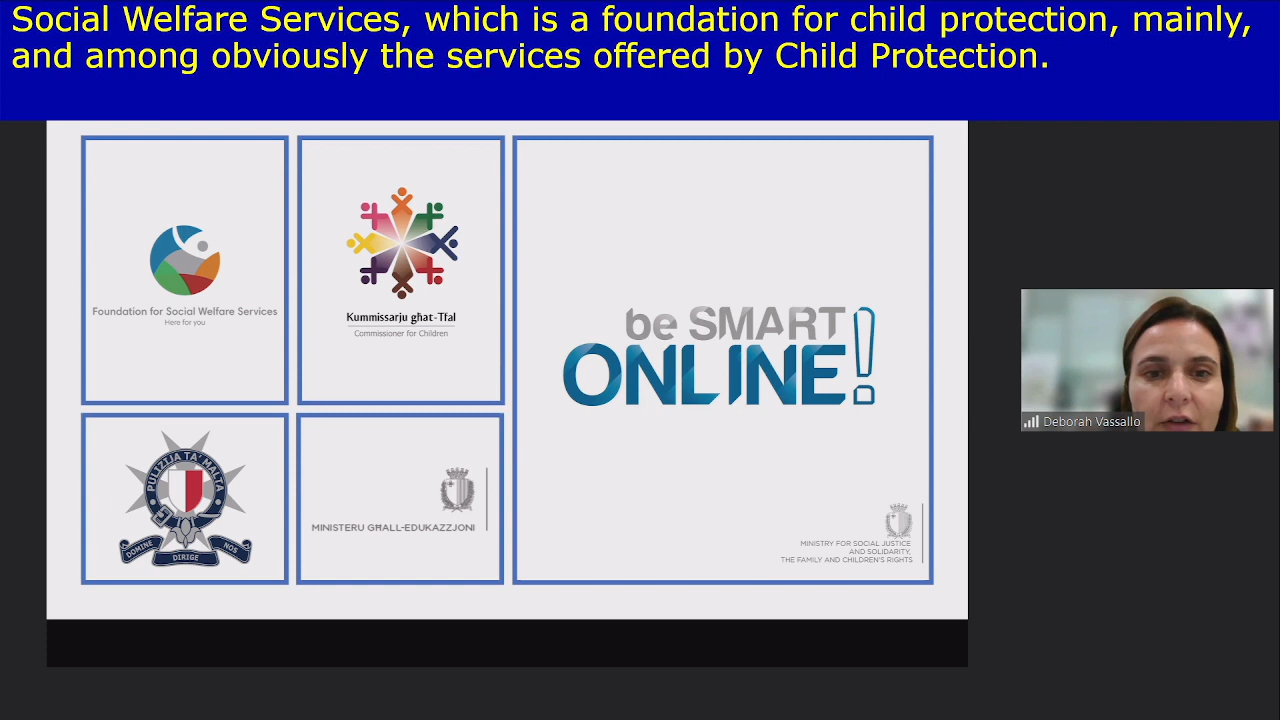 Social Welfare Services, which is a foundation for child protection, mainly,
and among obviously the services offered by Child Protection.
Foundation for Social Welfare Services
Here for you
Kummissarju għat-Tfal
Commissioner for Children
be SMART
ONLINE!
PULIZIJA TA' MALTA
DOMINE
DIRIGE
NOS
MINISTERU GĦALL-EDUKAZZJONI
MINISTRY FOR SOCIAL JUSTICE
AND SOLIDARITY,
THE FAMILY AND CHILDREN'S RIGHTS
Deborah Vassallo